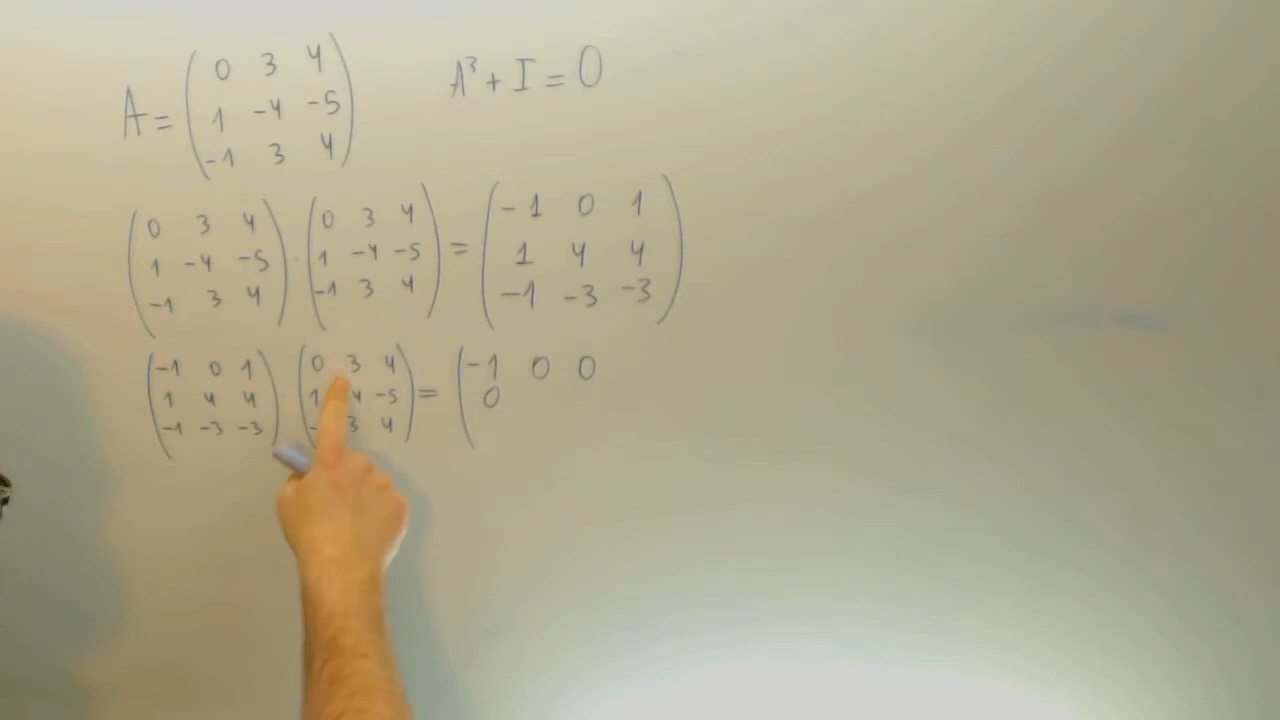 A = ( 0 3 4 A³ + I = 0
1 -4 -5
-1 3 4 )
( 0 3 4 ) · ( 0 3 4 ) = ( -1 0 1 )
1 -4 -5 1 -4 -5 1 4 4
-1 3 4 -1 3 4 -1 -3 -3
( -1 0 1 ) · ( 0 3 4 ) = ( -1 0 0
1 4 4 1 4 -5 0
-1 -3 -3 - 3 4